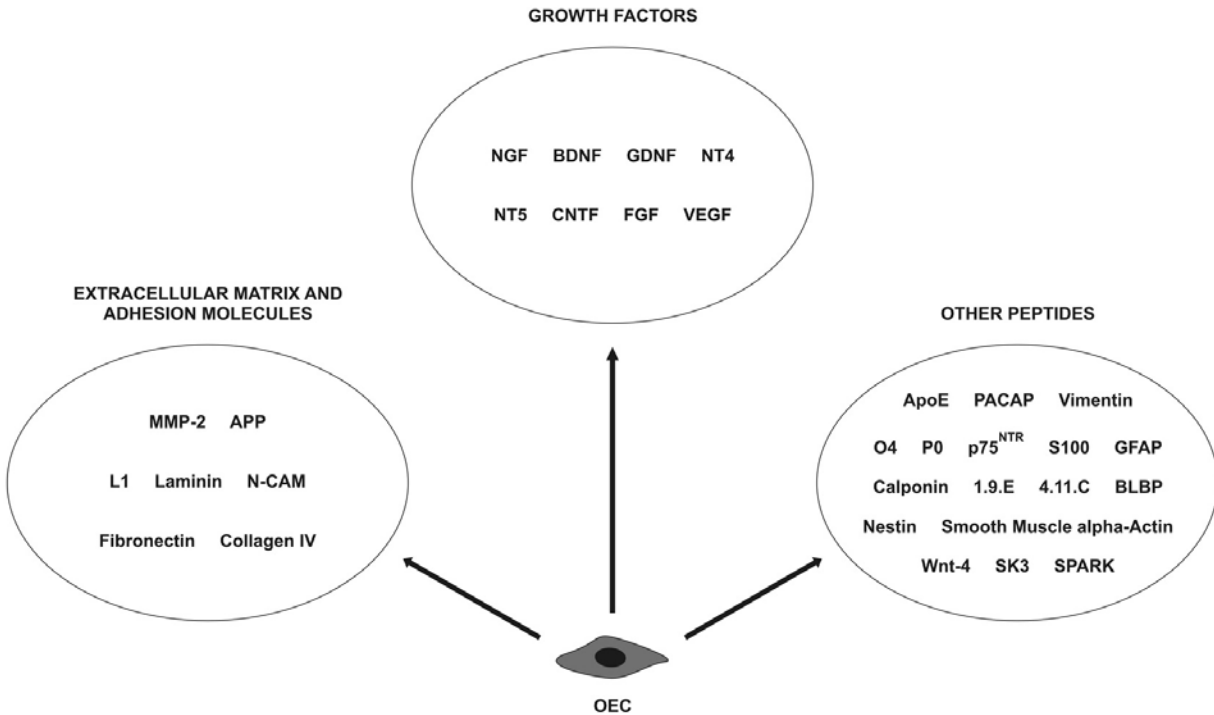 GROWTH FACTORS
NGF BDNF GDNF NT4
NT5 CNTF FGF VEGF
EXTRACELLULAR MATRIX AND
ADHESION MOLECULES
MMP-2 APP
L1 Laminin N-CAM
Fibronectin Collagen IV
OTHER PEPTIDES
ApoE PACAP Vimentin
O4 P0 p75NTR S100 GFAP
Calponin 1.9.E 4.11.C BLBP
Nestin Smooth Muscle alpha-Actin
Wnt-4 SK3 SPARK
OEC